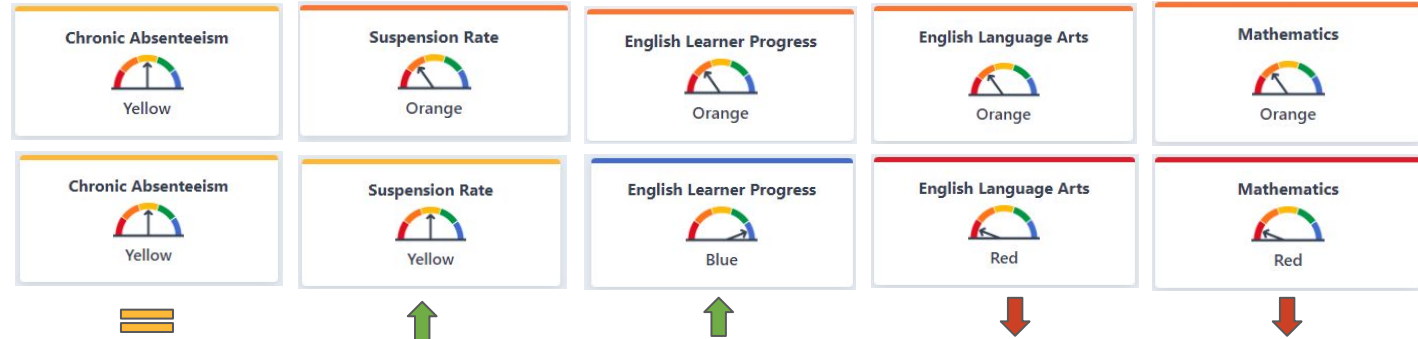 Chronic Absenteeism
Yellow
Suspension Rate
Orange
English Learner Progress
Orange
English Language Arts
Orange
Mathematics
Orange
Chronic Absenteeism
Yellow
Suspension Rate
Yellow
English Learner Progress
Blue
English Language Arts
Red
Mathematics
Red